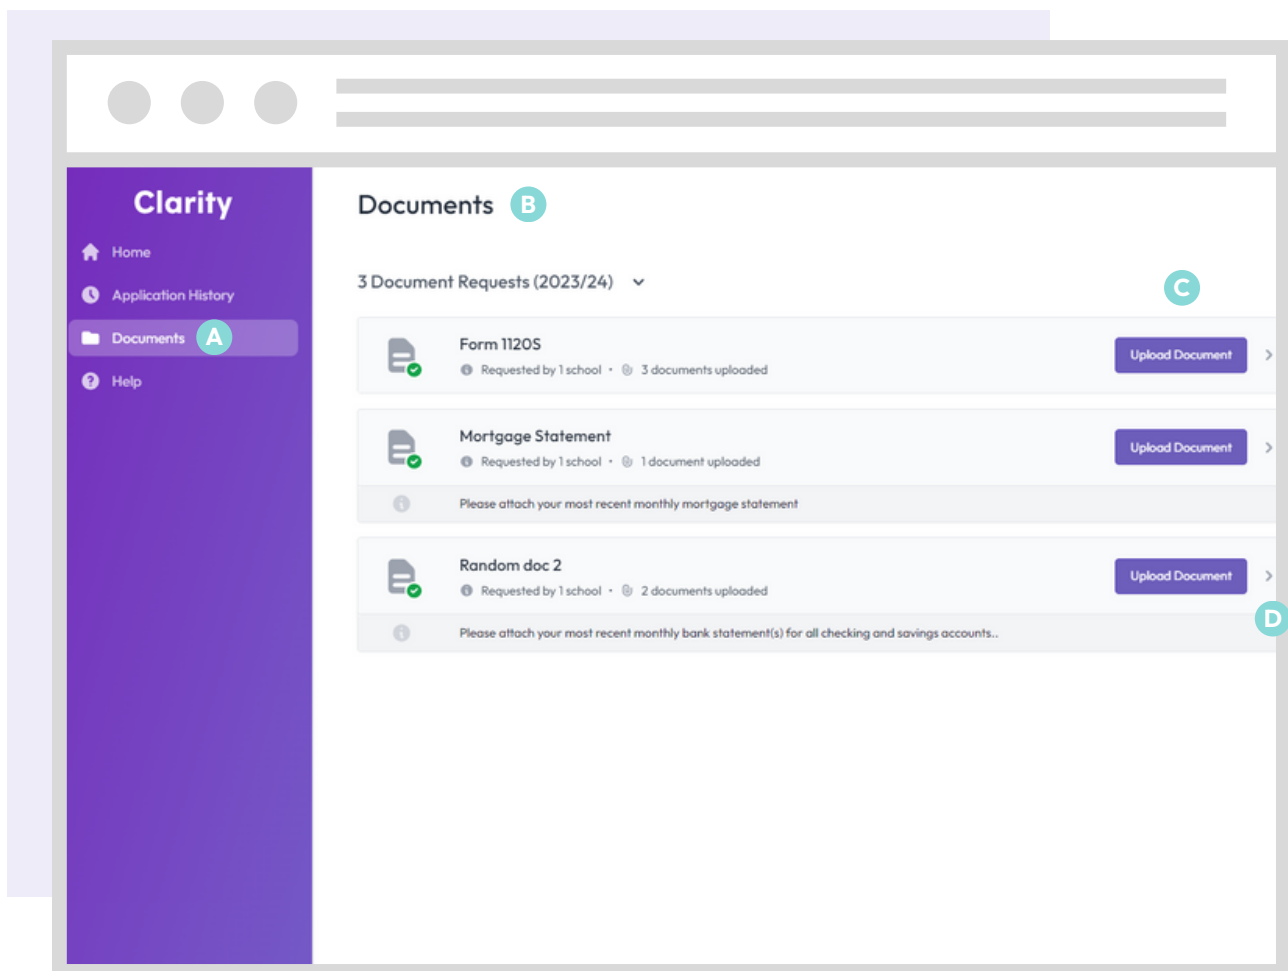 Clarity
Home
Application History
Documents A
Help
Documents B
3 Document Requests (2023/24)
C
Form 1120S
Requested by 1 school • 3 documents uploaded
Upload Document
Mortgage Statement
Requested by 1 school • 1 document uploaded
Upload Document
Please attach your most recent monthly mortgage statement
Random doc 2
Requested by 1 school • 2 documents uploaded
Upload Document
D
Please attach your most recent monthly bank statement(s) for all checking and savings accounts..